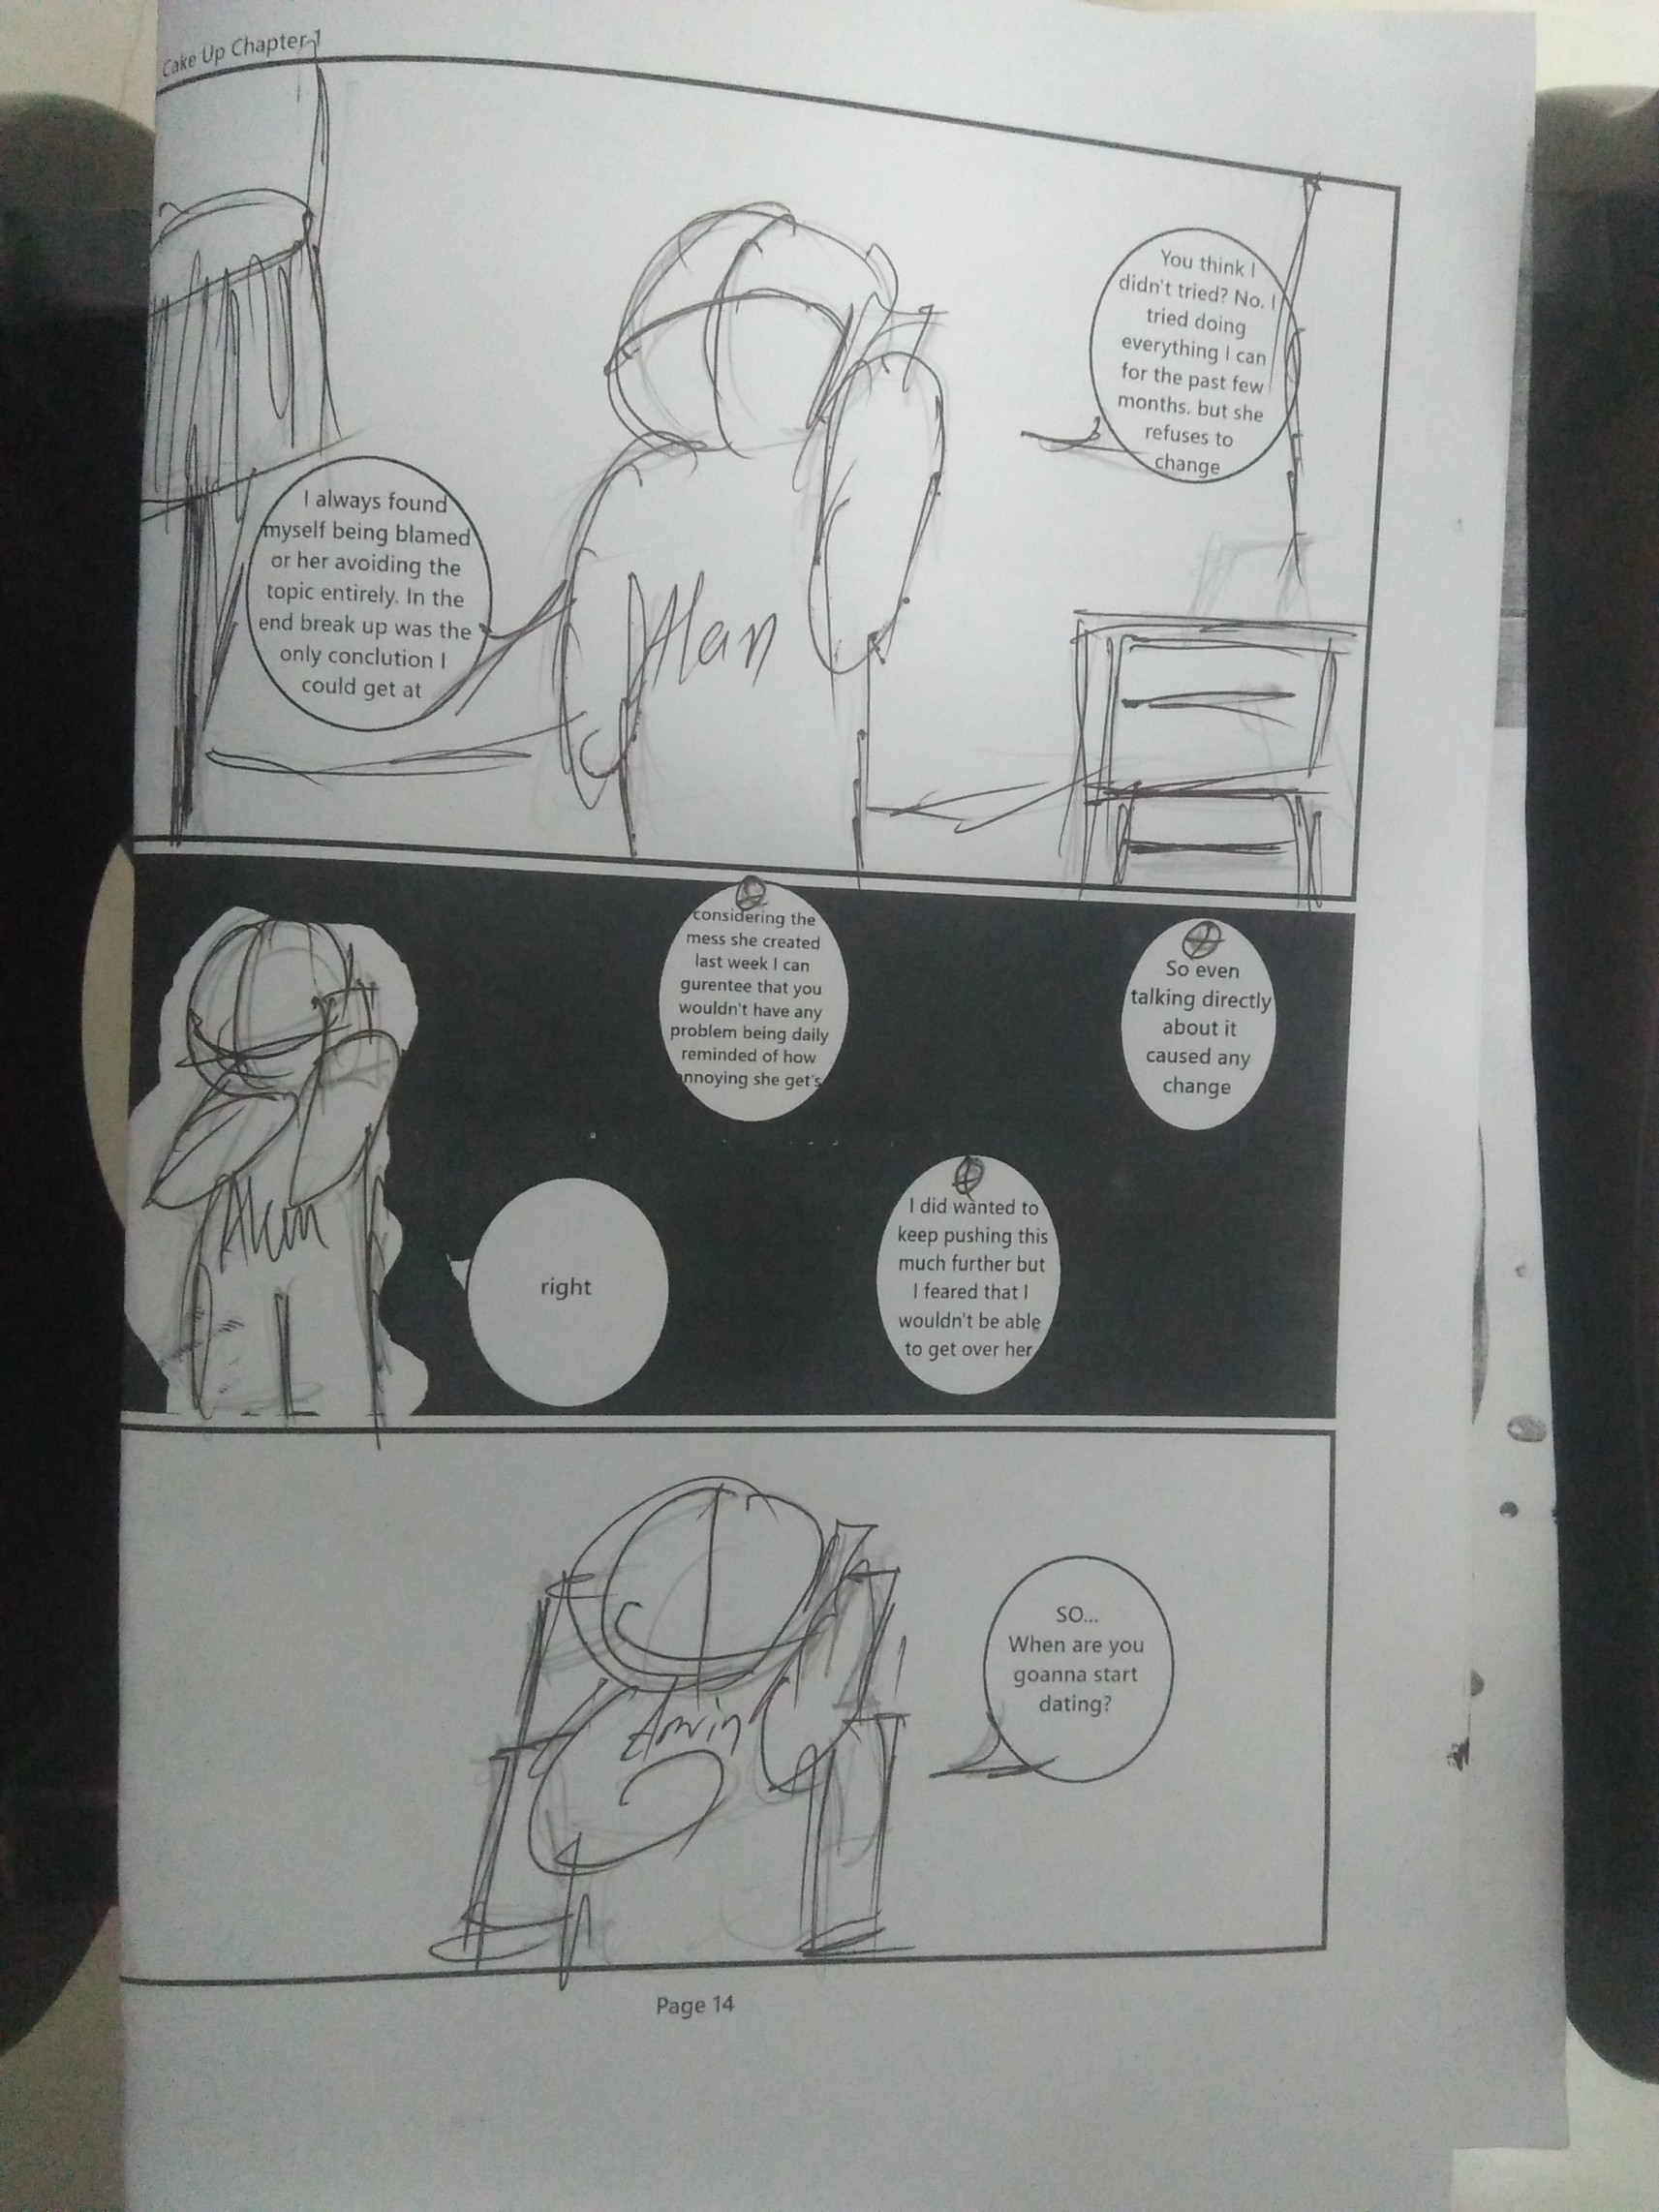 Cake Up Chapter 1
You think I
didn't tried? No. I
tried doing
everything I can
for the past few
months. but she
refuses to
change
I always found
myself being blamed
or her avoiding the
topic entirely. In the
end break up was the
only conclution I
could get at
Alan
So even
talking directly
about it
caused any
change
considering the
mess she created
last week I can
gurentee that you
wouldn't have any
problem being daily
reminded of how
annoying she get's
I did wanted to
keep pushing this
much further but
I feared that I
wouldn't be able
to get over her
right
Alan
SO...
When are you
goanna start
dating?
Page 14